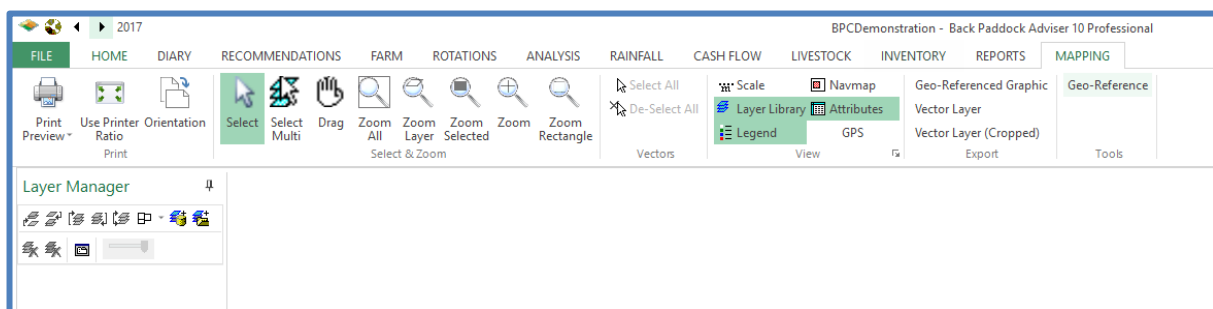 2017 BPCDemonstration - Back Paddock Adviser 10 Professional
FILE HOME DIARY RECOMMENDATIONS FARM ROTATIONS ANALYSIS RAINFALL CASH FLOW LIVESTOCK INVENTORY REPORTS MAPPING
Print Preview
Use Printer Ratio
Orientation
Print
Select
Select Multi
Drag
Zoom All
Zoom Layer
Zoom Selected
Zoom
Zoom Rectangle
Select & Zoom
Select All
De-Select All
Vectors
Scale
Layer Library
Legend
Navmap
Attributes
GPS
View
Geo-Referenced Graphic
Vector Layer
Vector Layer (Cropped)
Export
Geo-Reference
Tools
Layer Manager